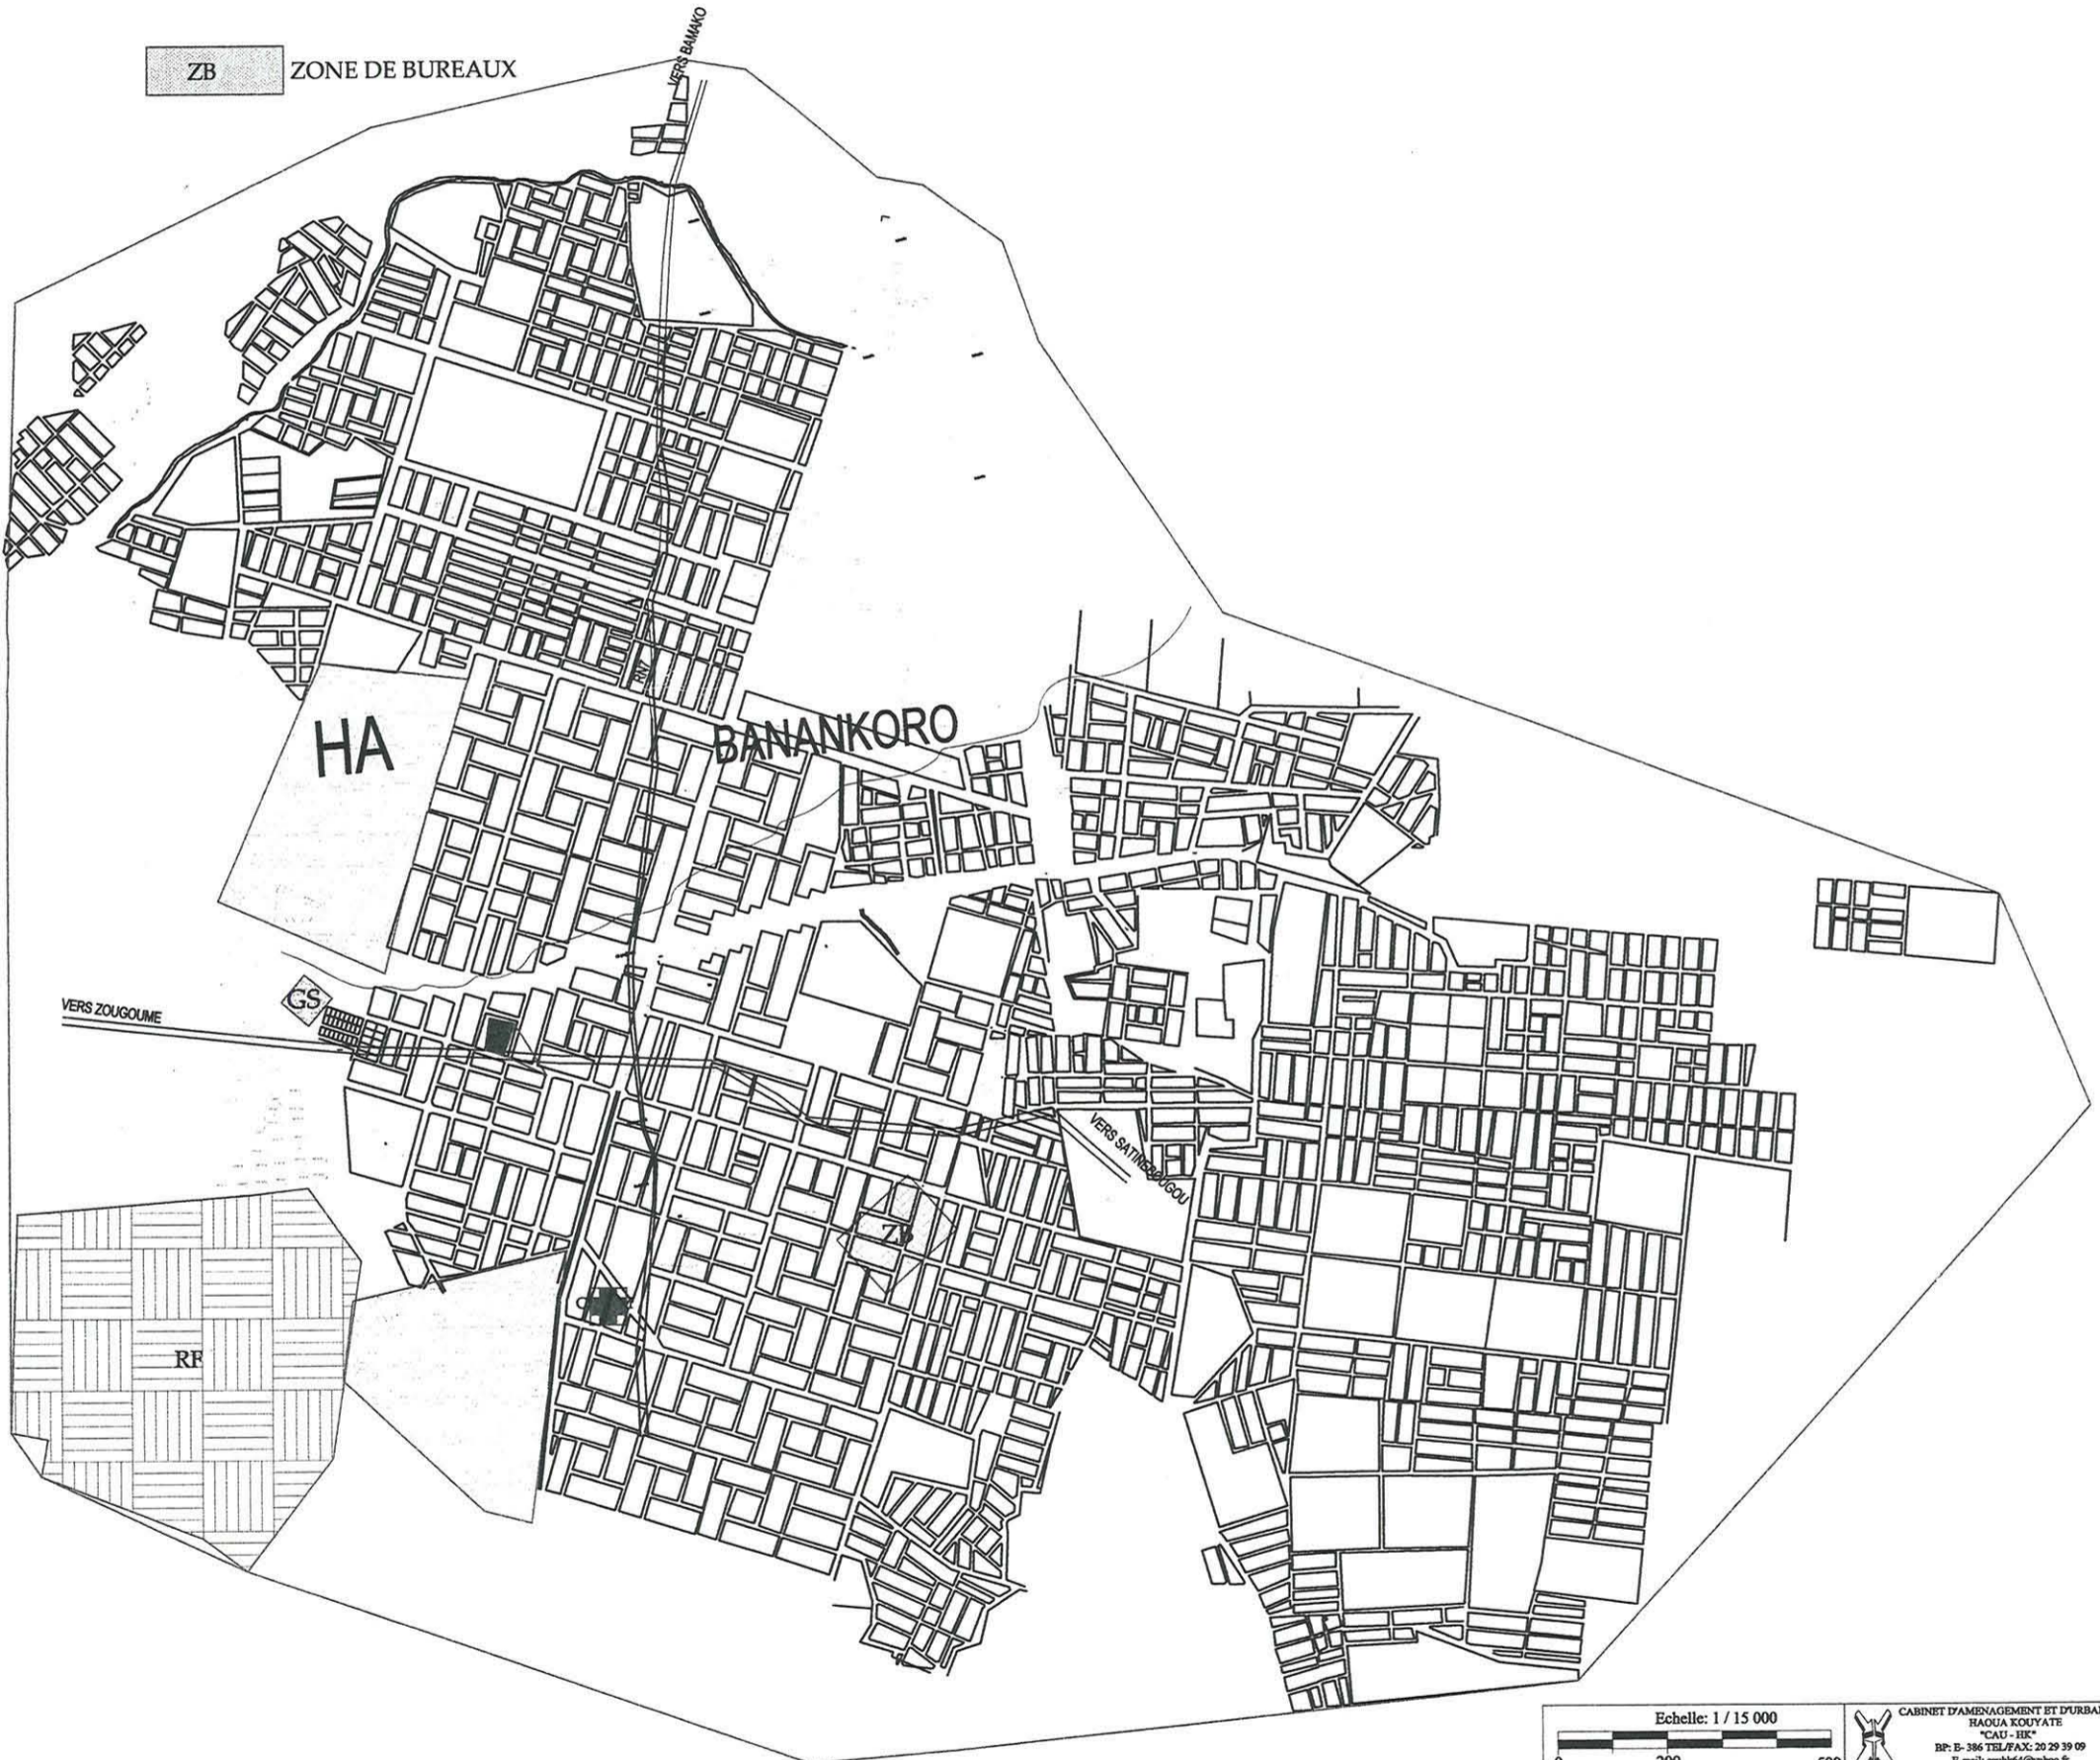 VERS BAMAKO
ZB ZONE DE BUREAUX
RN7
HA
BANANKORO
GS
VERS ZOUGOUME
VERS SATINEBOUGOU
ZB
RF
Echelle: 1 / 15 000
0 200 500
CABINET D'AMENAGEMENT ET D'URBA
HAOUA KOUYATE
"CAU - HK"
BP: E- 386 TEL/FAX: 20 29 39 09